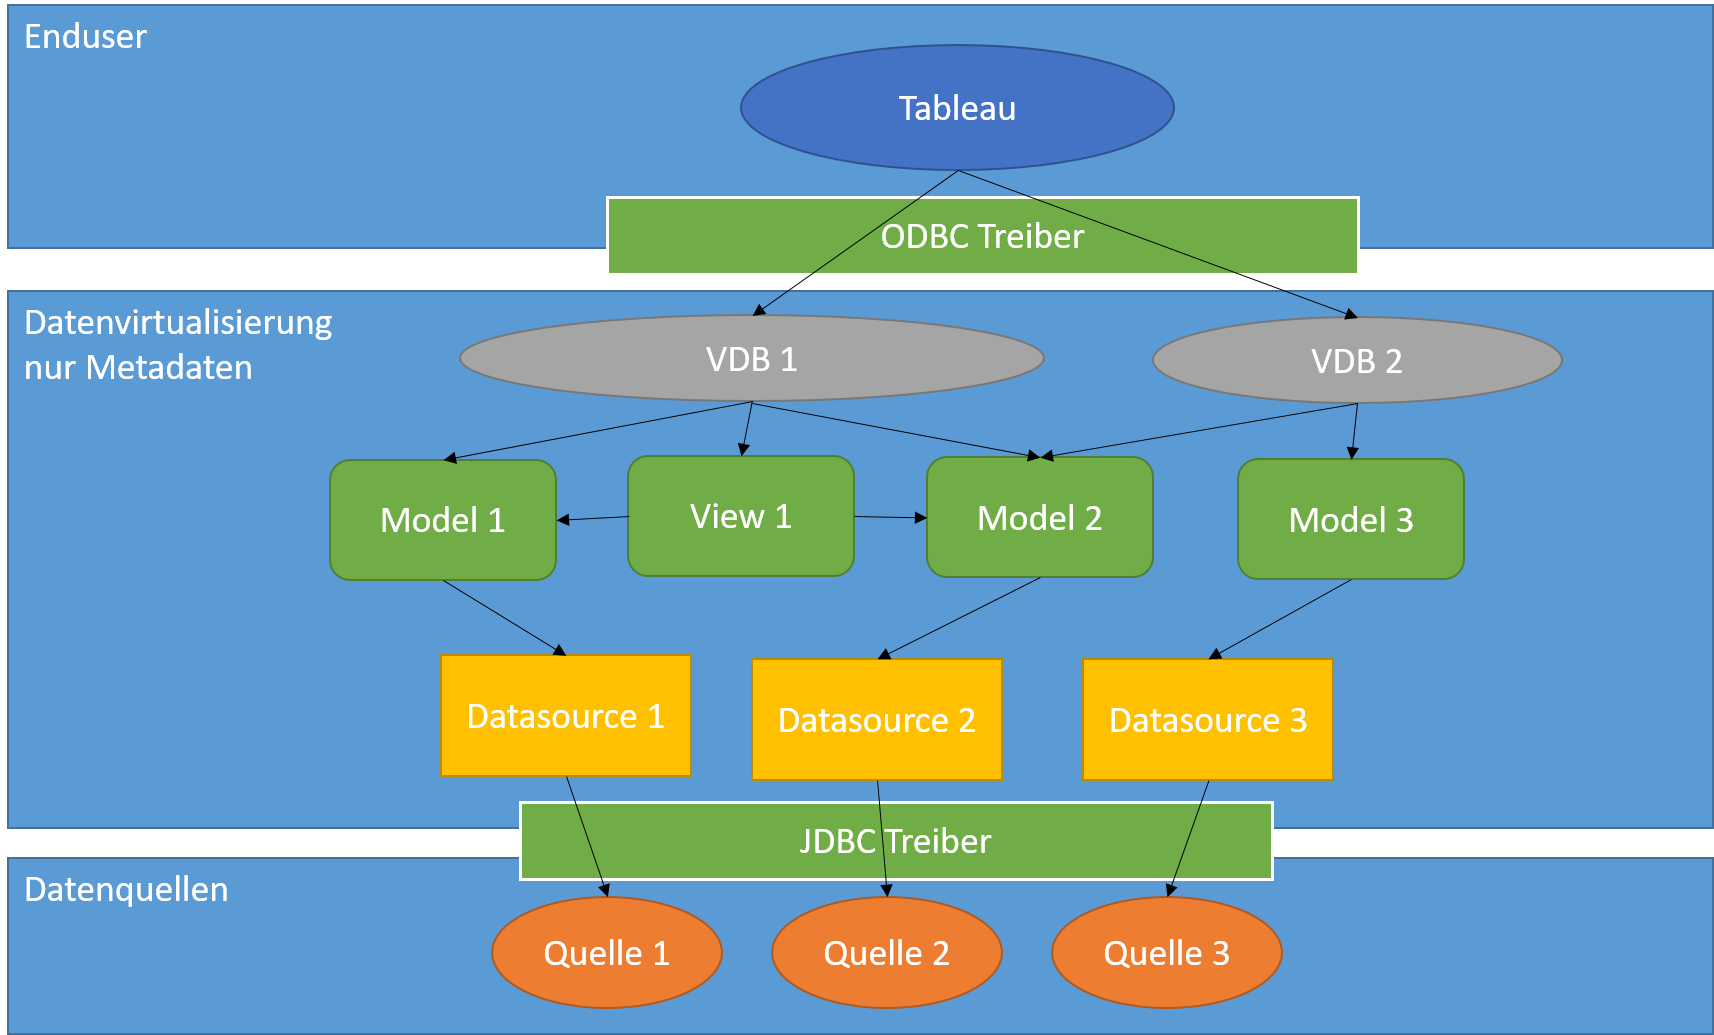 Enduser
Tableau
ODBC Treiber
Datenvirtualisierung
nur Metadaten
VDB 1
VDB 2
Model 1
View 1
Model 2
Model 3
Datasource 1
Datasource 2
Datasource 3
JDBC Treiber
Datenquellen
Quelle 1
Quelle 2
Quelle 3